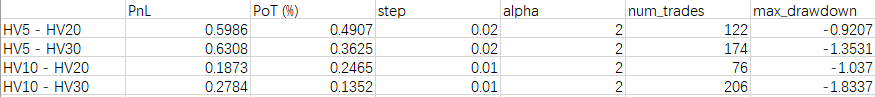 PnL PoT (%) step alpha num_trades max_drawdown
HV5 - HV20 0.5986 0.4907 0.02 2 122 -0.9207
HV5 - HV30 0.6308 0.3625 0.02 2 174 -1.3531
HV10 - HV20 0.1873 0.2465 0.01 2 76 -1.037
HV10 - HV30 0.2784 0.1352 0.01 2 206 -1.8337